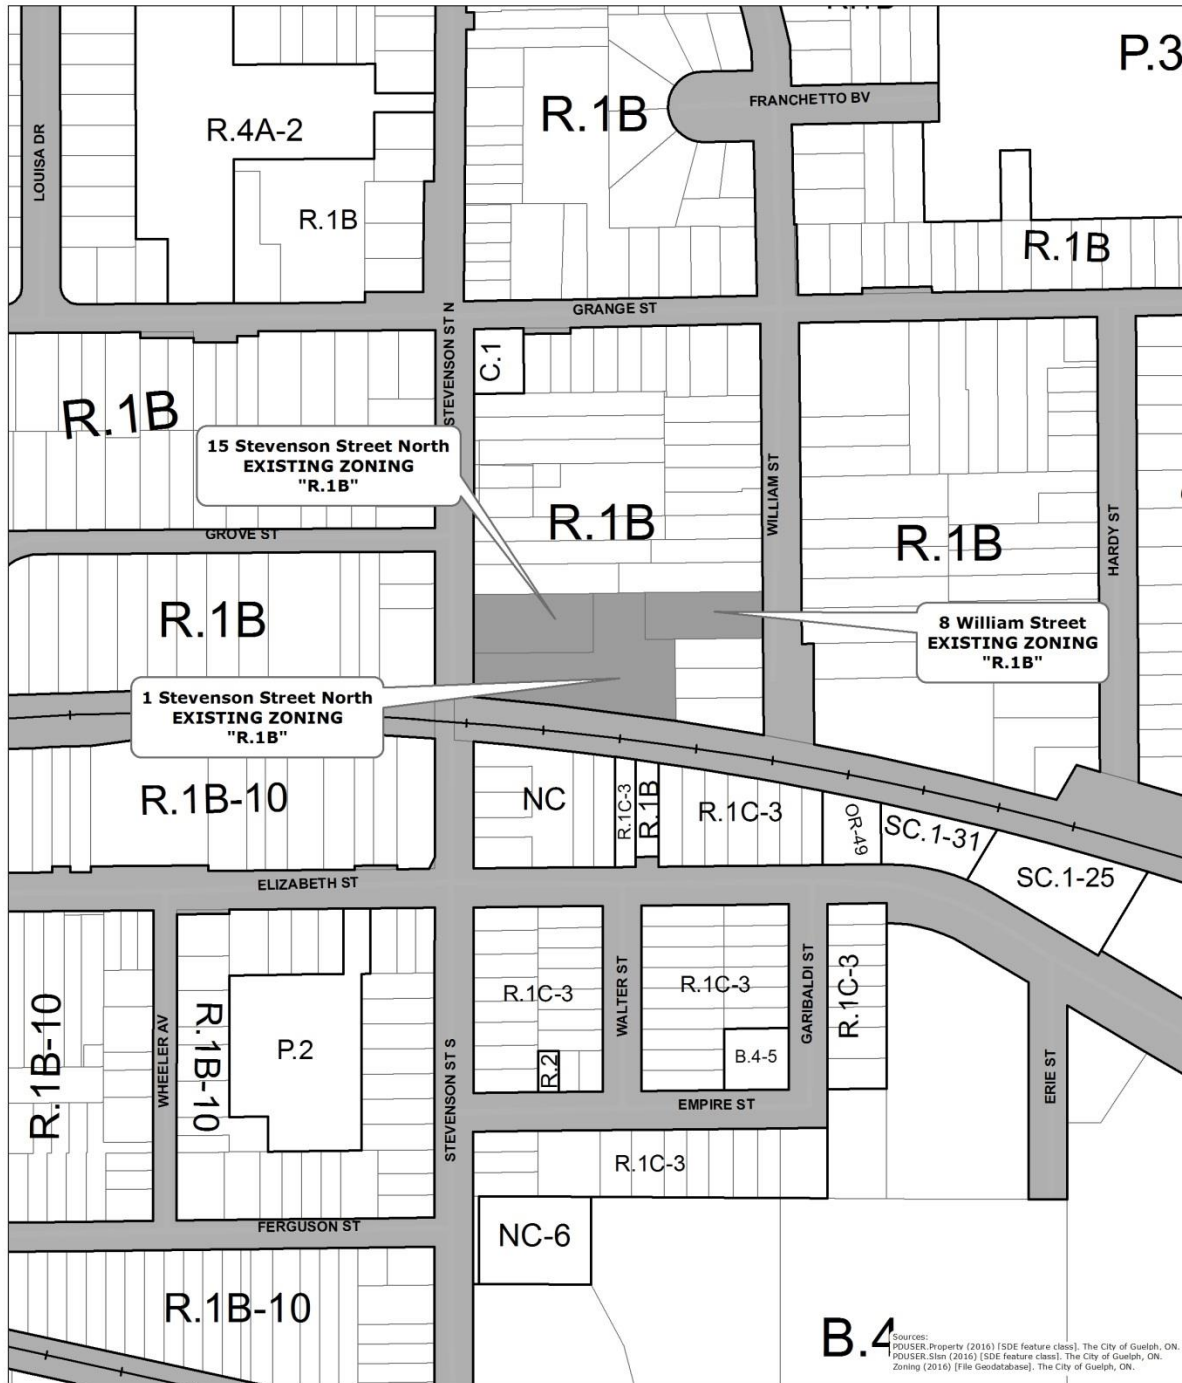 R.1B
P.3
R.4A-2
R.1B
FRANCHETTO BV
LOUISA DR
R.1B
R.1B
GRANGE ST
STEVENSON ST N
C.1
R.1B
15 Stevenson Street North
EXISTING ZONING
"R.1B"
WILLIAM ST
R.1B
R.1B
HARDY ST
GROVE ST
R.1B
8 William Street
EXISTING ZONING
"R.1B"
1 Stevenson Street North
EXISTING ZONING
"R.1B"
R.1B-10
NC
R.1C-3
R.1B
R.1C-3
OR-49
SC.1-31
SC.1-25
ELIZABETH ST
R.1B-10
WHEELER AV
R.1B-10
P.2
STEVENSON ST S
R.1C-3
R.2
WALTER ST
R.1C-3
B.4-5
GARIBALDI ST
R.1C-3
ERIE ST
EMPIRE ST
R.1C-3
FERGUSON ST
NC-6
R.1B-10
B.4
Sources:
PDUSER.Property (2016) [SDE feature class]. The City of Guelph, ON.
PDUSER.Slsn (2016) [SDE feature class]. The City of Guelph, ON.
Zoning (2016) [File Geodatabase]. The City of Guelph, ON.